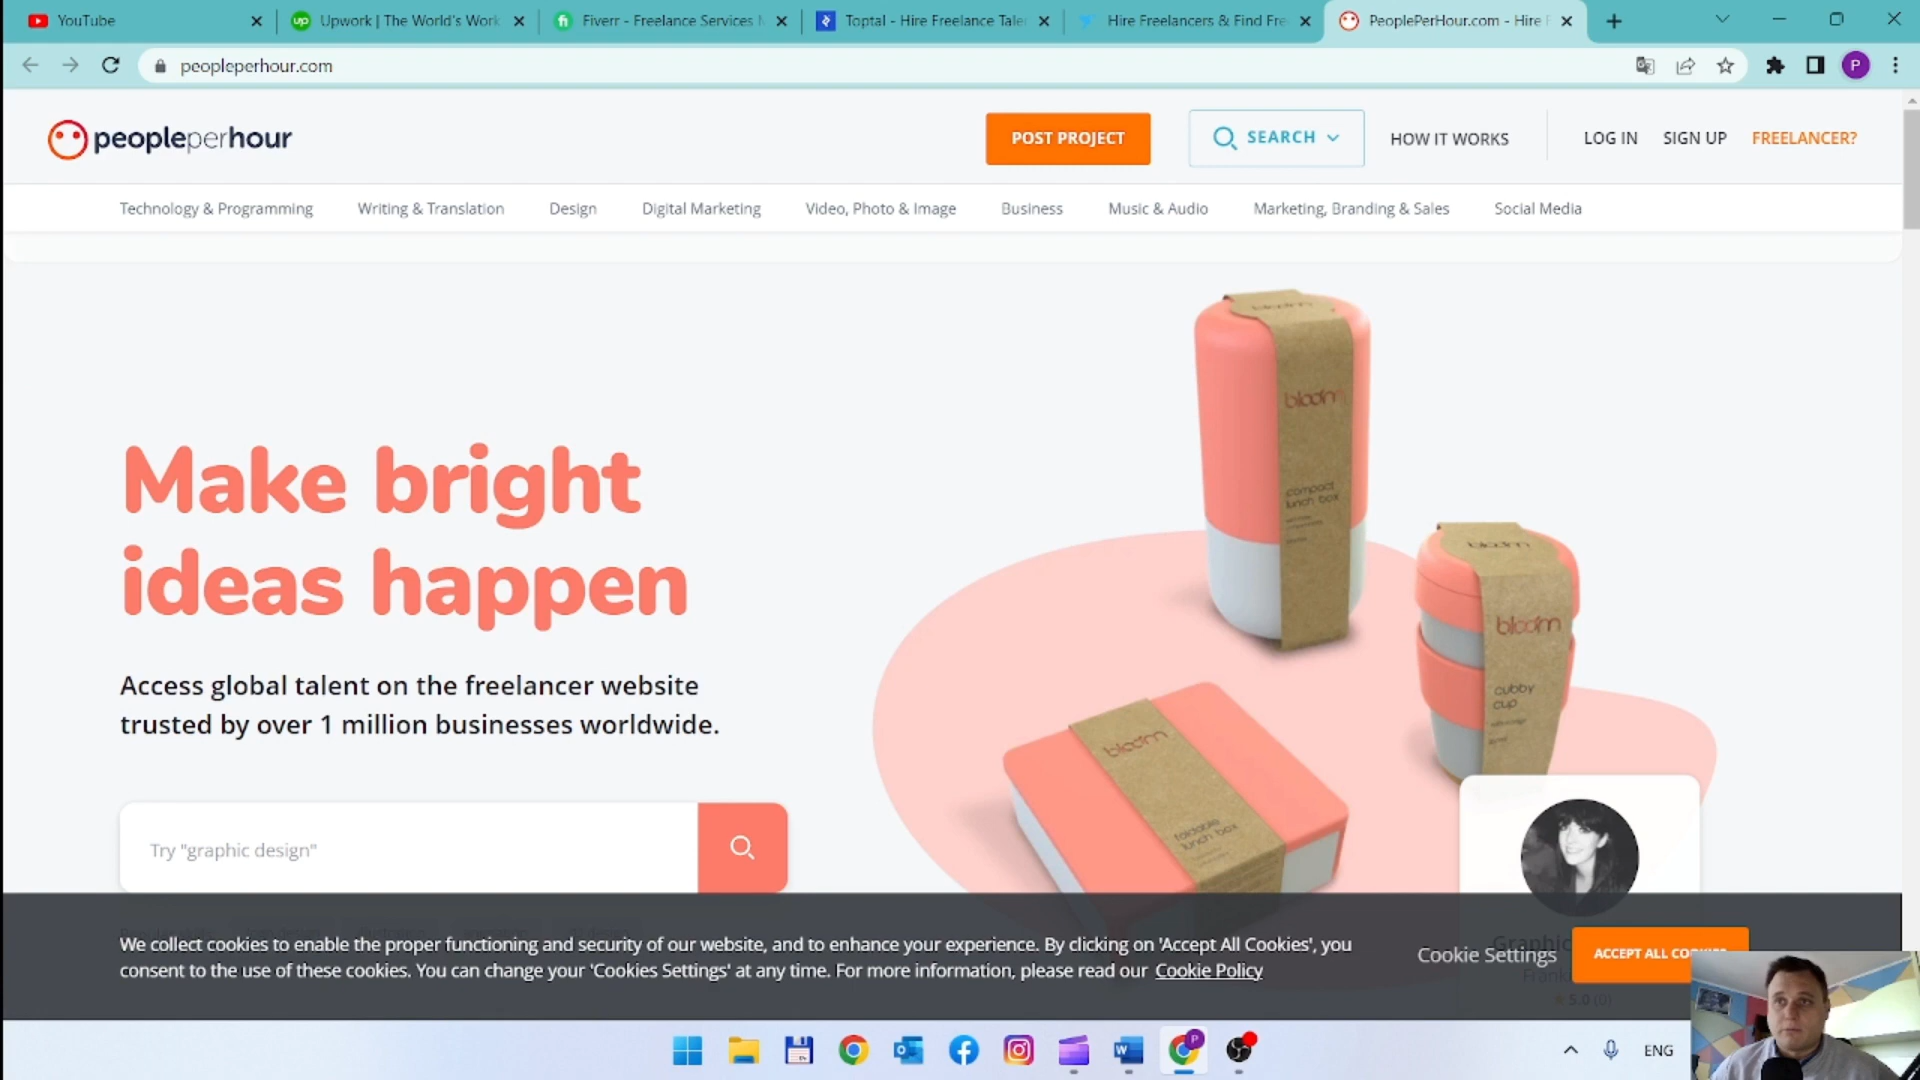 YouTube
Upwork | The World's Work
Fiverr - Freelance Services
Toptal - Hire Freelance Tale
Hire Freelancers & Find Fre
PeoplePerHour.com - Hire
P
peopleperhour.com
peopleperhour
POST PROJECT
SEARCH
HOW IT WORKS
LOG IN
SIGN UP
FREELANCER?
Technology & Programming
Writing & Translation
Design
Digital Marketing
Video, Photo & Image
Business
Music & Audio
Marketing, Branding & Sales
Social Media
bloom
bloom
compact
lunch box
bloom
bloom
cubby
cup
bloom
foldable
lunch box
Make bright
ideas happen
Access global talent on the freelancer website
trusted by over 1 million businesses worldwide.
Try "graphic design"
We collect cookies to enable the proper functioning and security of our website, and to enhance your experience. By clicking on 'Accept All Cookies', you
consent to the use of these cookies. You can change your 'Cookies Settings' at any time. For more information, please read our Cookie Policy
Cookie Settings
ACCEPT ALL
5.0 (0)
ENG